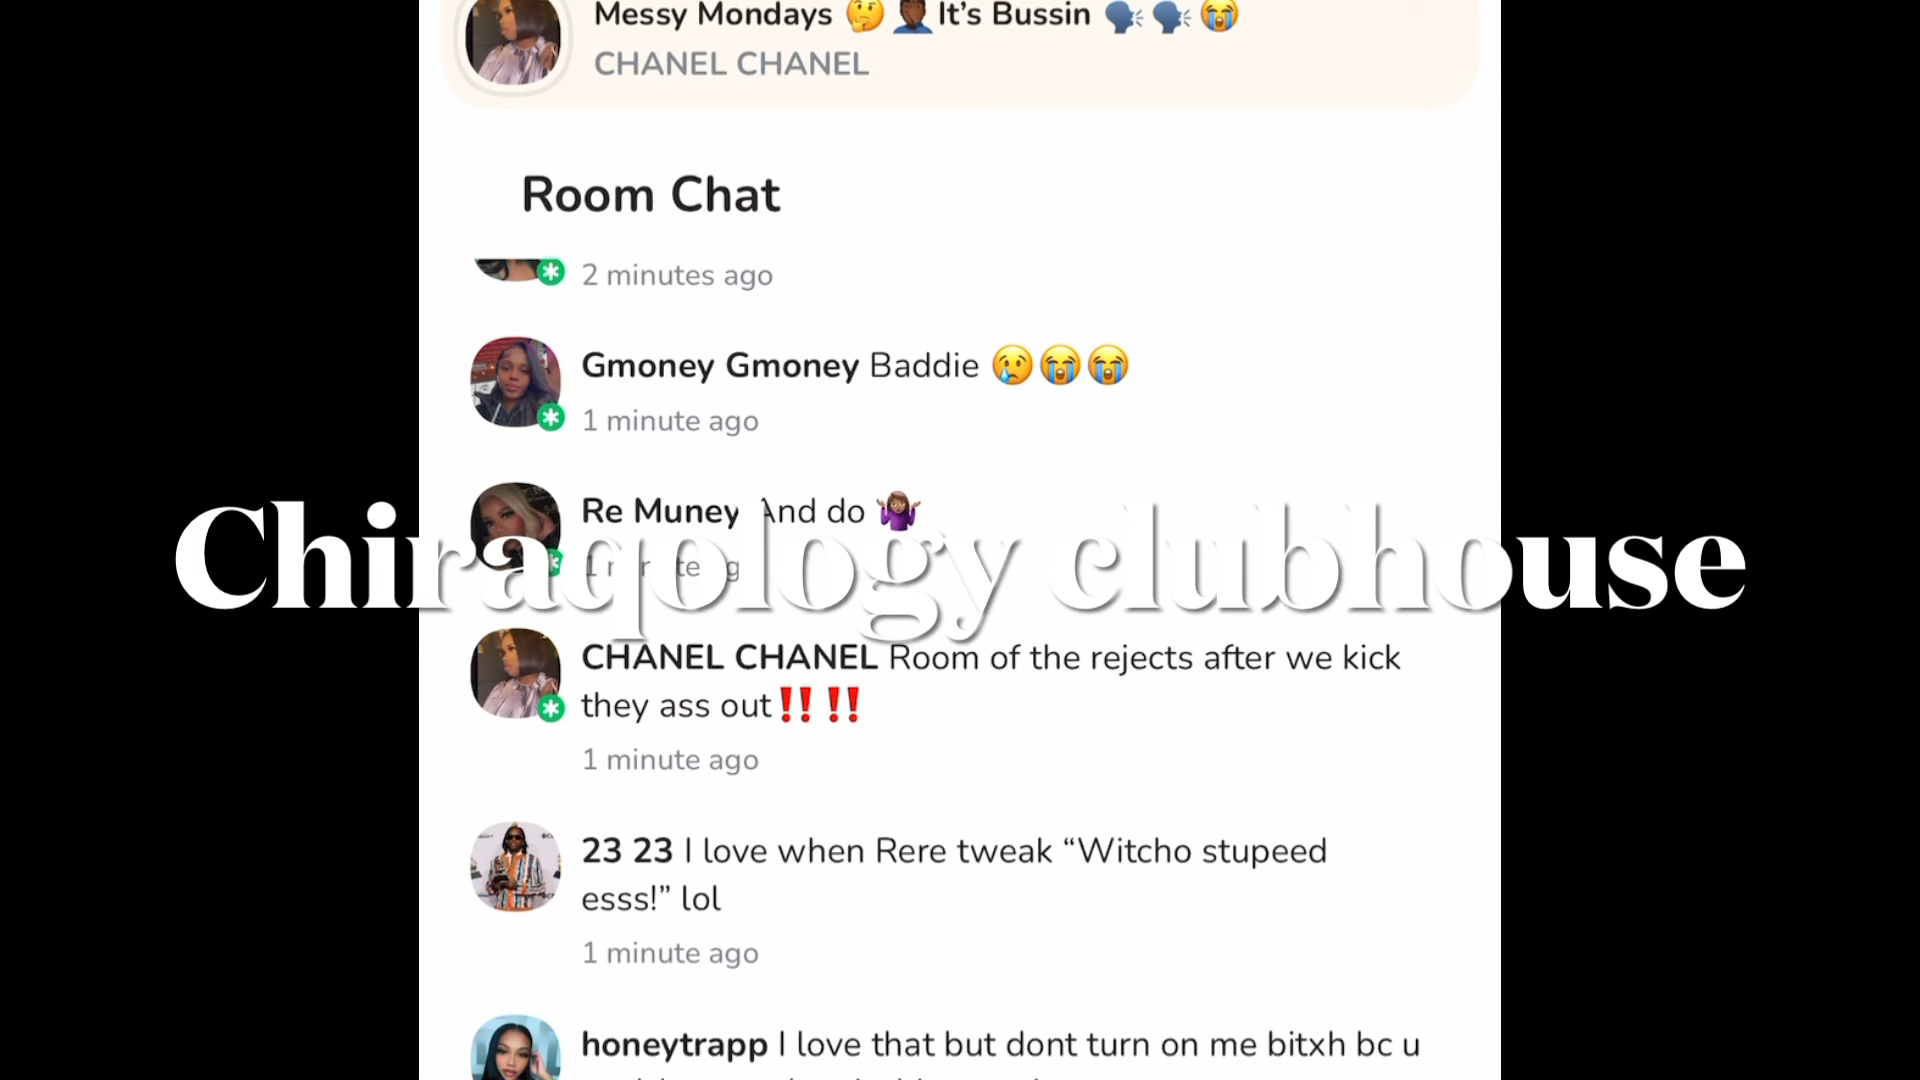 Messy Mondays 🤔 🤦🏾‍♂️It’s Bussin 🗣️ 🗣️ 😭
CHANEL CHANEL
Room Chat
2 minutes ago
Gmoney Gmoney Baddie 😢😭😭
1 minute ago
Re Muney And do 🤷🏽‍♀️
Chiraqology clubhouse
CHANEL CHANEL Room of the rejects after we kick
they ass out‼️ ‼️
1 minute ago
23 23 I love when Rere tweak “Witcho stupeed
esss!” lol
1 minute ago
honeytrapp I love that but dont turn on me bitxh bc u